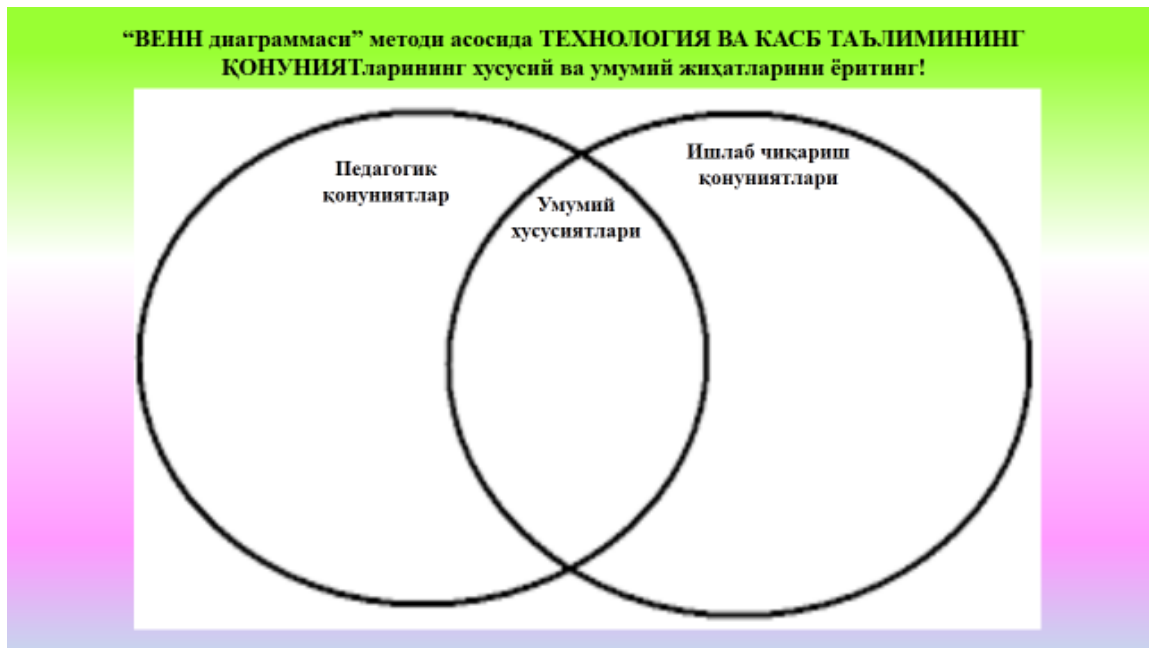 “ВЕНН диаграммаси” методи асосида ТЕХНОЛОГИЯ ВА КАСБ ТАЪЛИМИНИНГ
ҚОНУНИЯТларининг хусусий ва умумий жиҳатларини ёритинг!
Педагогик
қонуниятлар
Умумий
хусусиятлари
Ишлаб чиқариш
қонуниятлари